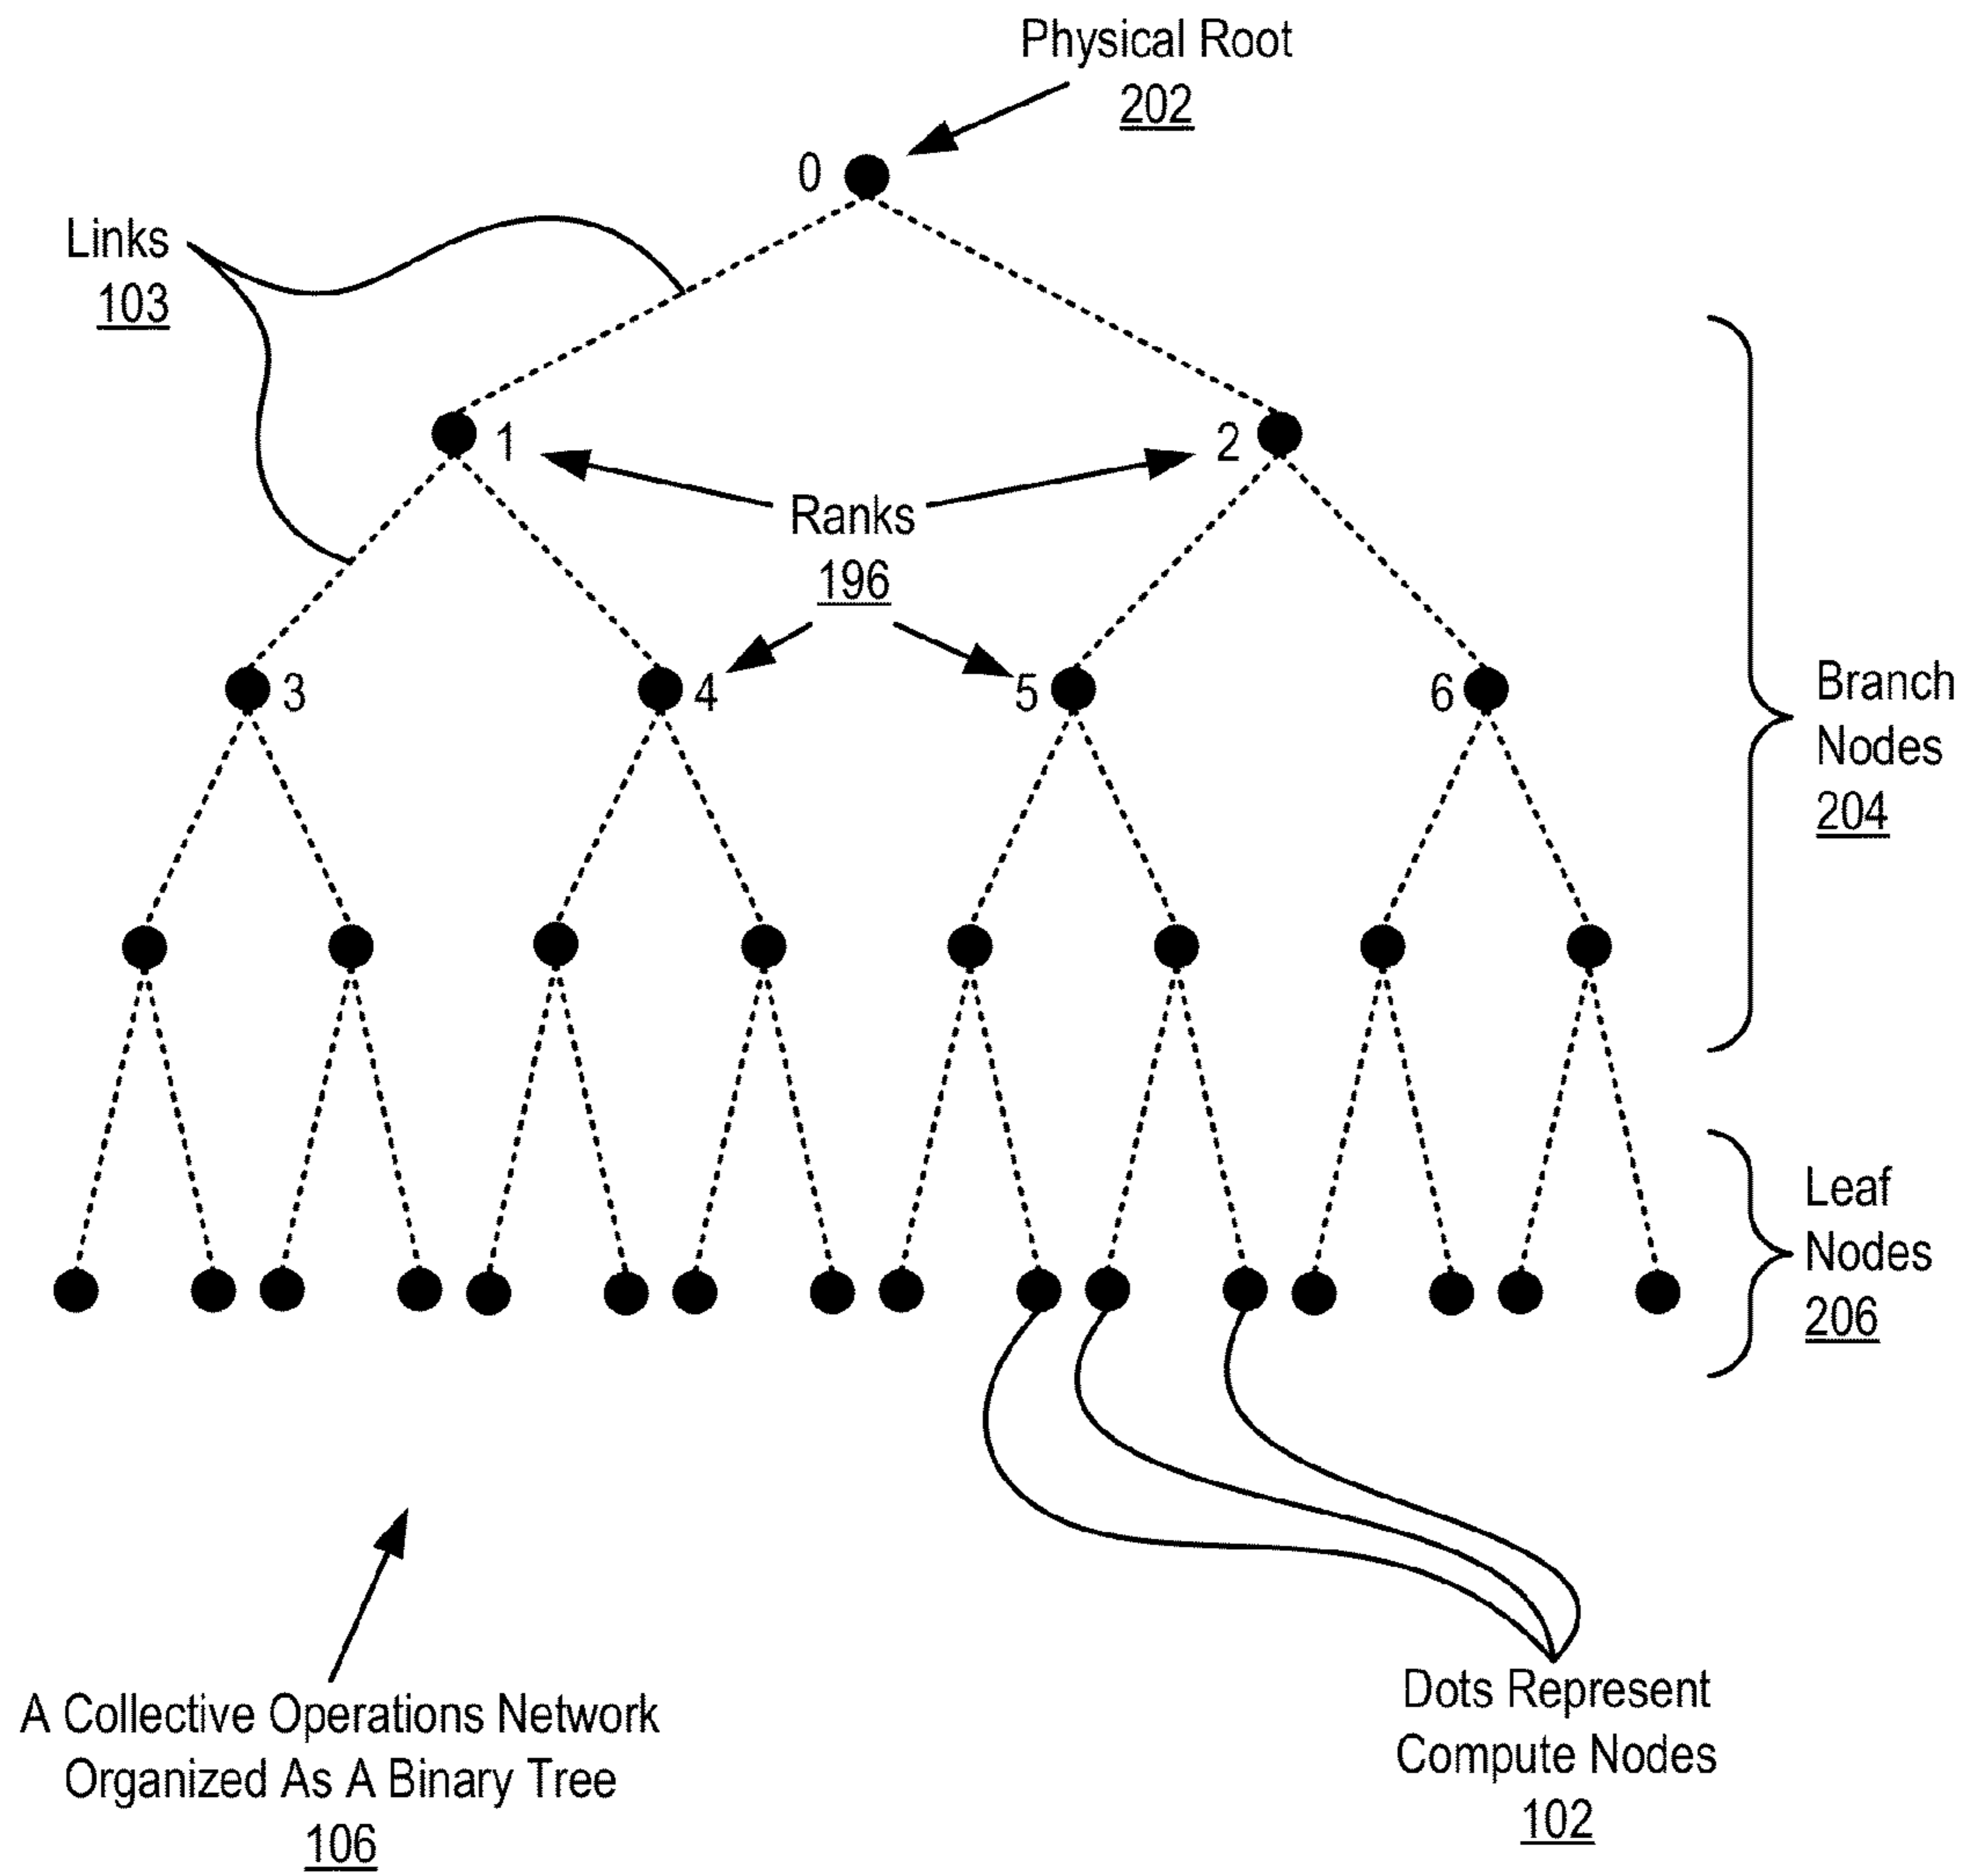 Physical Root
202
0
Links
103
1
2
Ranks
196
3
4
5
6
Branch
Nodes
204
Leaf
Nodes
206
A Collective Operations Network
Organized As A Binary Tree
106
Dots Represent
Compute Nodes
102